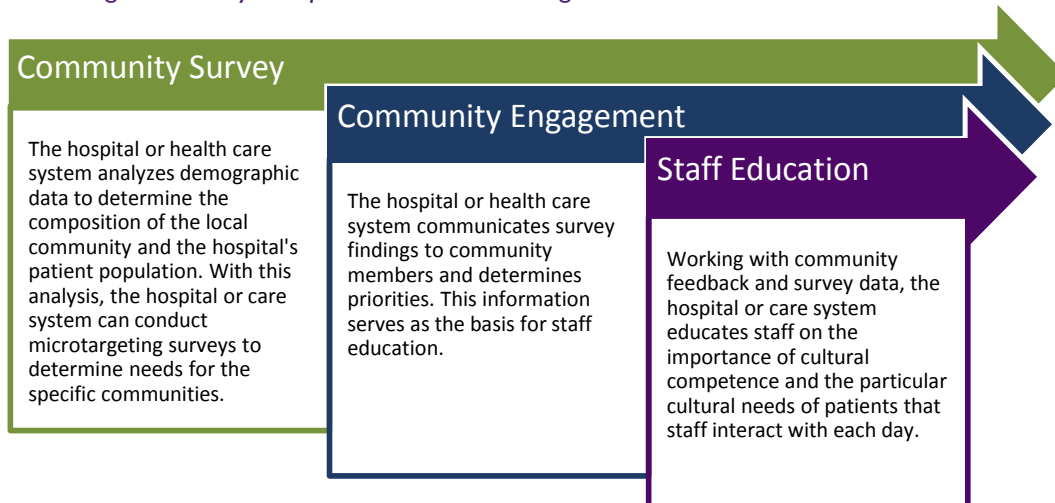 Community Survey
The hospital or health care
system analyzes demographic
data to determine the
composition of the local
community and the hospital's
patient population. With this
analysis, the hospital or care
system can conduct
microtargeting surveys to
determine needs for the
specific communities.
Community Engagement
The hospital or health care
system communicates survey
findings to community
members and determines
priorities. This information
serves as the basis for staff
education.
Staff Education
Working with community
feedback and survey data, the
hospital or care system
educates staff on the
importance of cultural
competence and the particular
cultural needs of patients that
staff interact with each day.